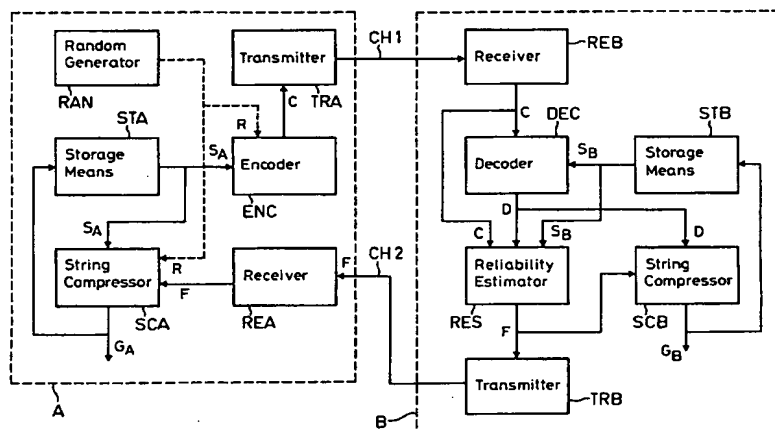 Random
Generator
RAN
Transmitter
TRA
CH1
Receiver
REB
STA
Storage
Means
R
C
S_A
Encoder
ENC
C
DEC
Decoder
S_B
STB
Storage
Means
S_A
R
String
Compressor
SCA
F
Receiver
REA
F
CH2
D
C
S_B
D
Reliability
Estimator
RES
String
Compressor
SCB
G_A
F
G_B
Transmitter
TRB
A
B